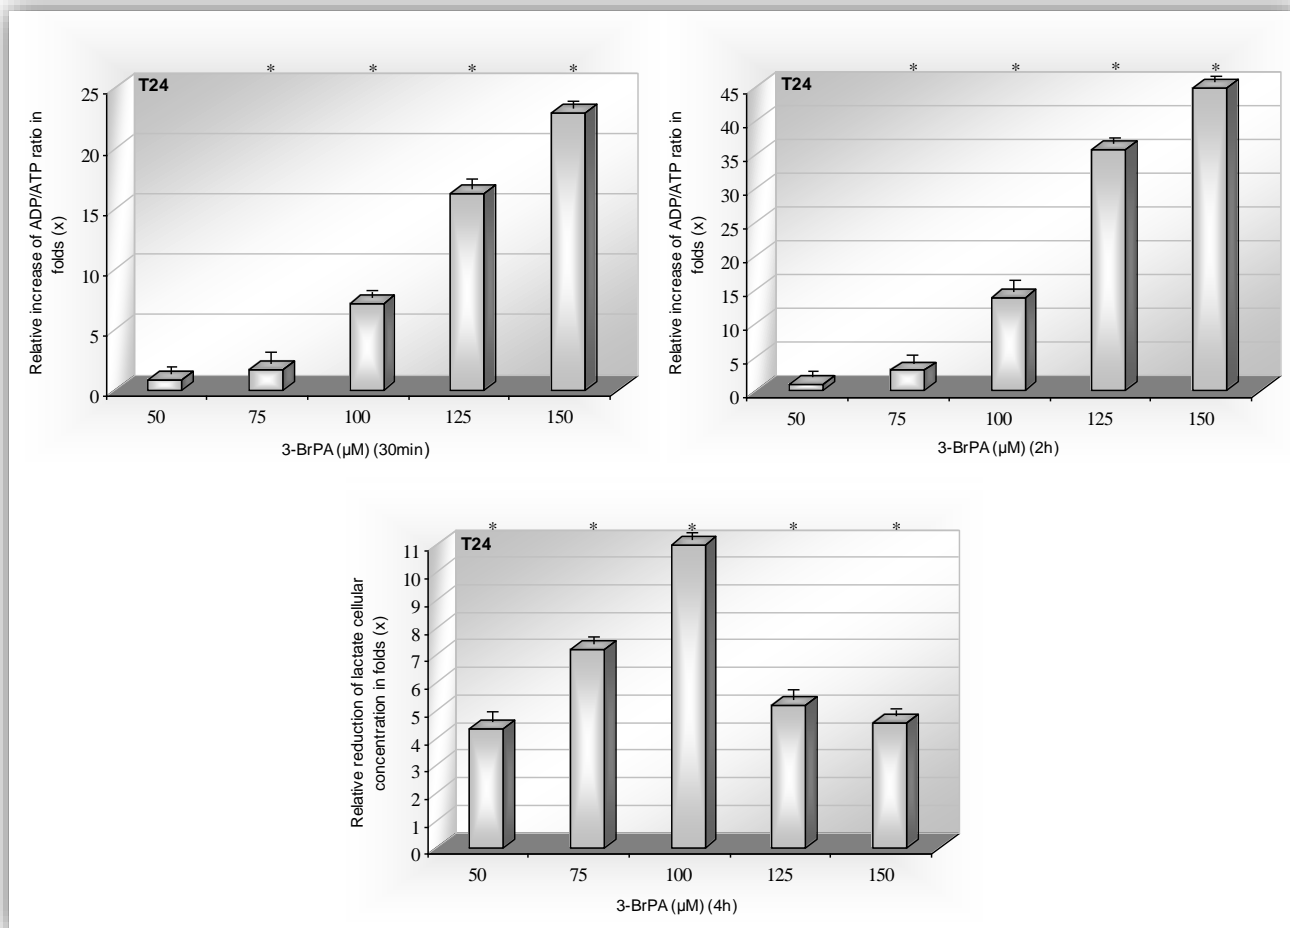 * * * *
T24
25
20
15
10
5
0
Relative increase of ADP/ATP ratio in
folds (x)
50 75 100 125 150
3-BrPA (µM) (30min)
* * * *
T24
45
40
35
30
25
20
15
10
5
0
Relative increase of ADP/ATP ratio in
folds (x)
50 75 100 125 150
3-BrPA (µM) (2h)
* * * * *
T24
11
10
9
8
7
6
5
4
3
2
1
0
Relative reduction of lactate cellular
concentration in folds (x)
50 75 100 125 150
3-BrPA (µM) (4h)